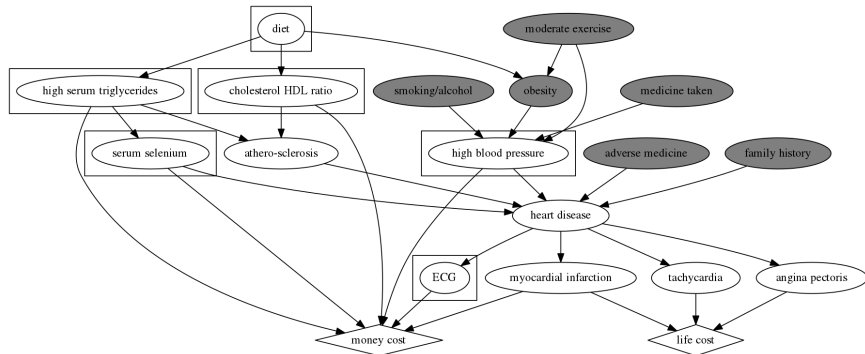 diet
moderate exercise
high serum triglycerides
cholesterol HDL ratio
smoking/alcohol
obesity
medicine taken
serum selenium
athero-sclerosis
high blood pressure
adverse medicine
family history
heart disease
ECG
myocardial infarction
tachycardia
angina pectoris
money cost
life cost